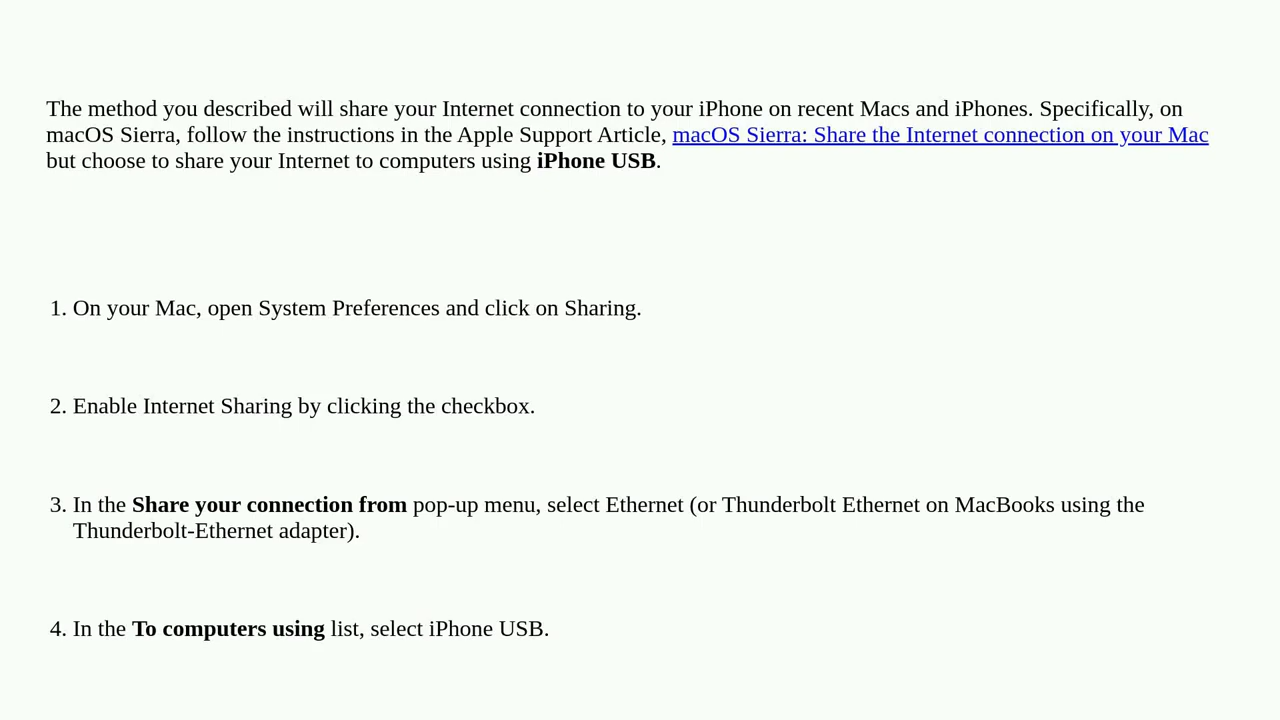 The method you described will share your Internet connection to your iPhone on recent Macs and iPhones. Specifically, on
macOS Sierra, follow the instructions in the Apple Support Article, macOS Sierra: Share the Internet connection on your Mac
but choose to share your Internet to computers using iPhone USB.
1. On your Mac, open System Preferences and click on Sharing.
2. Enable Internet Sharing by clicking the checkbox.
3. In the Share your connection from pop-up menu, select Ethernet (or Thunderbolt Ethernet on MacBooks using the
Thunderbolt-Ethernet adapter).
4. In the To computers using list, select iPhone USB.